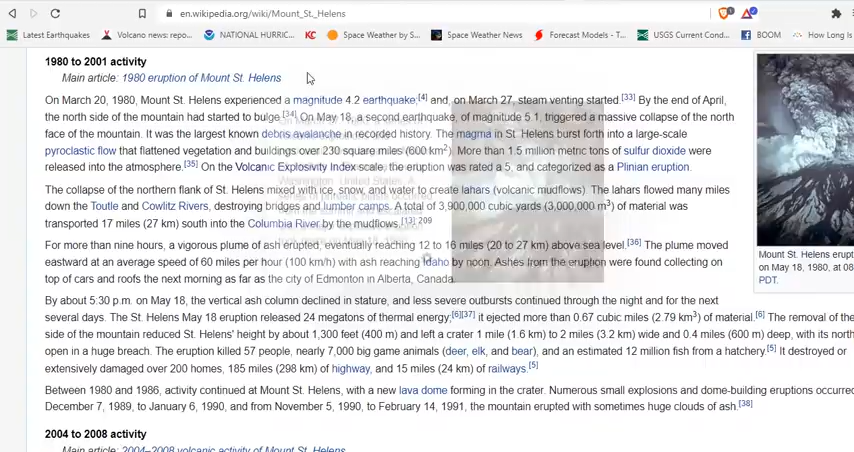 en.wikipedia.org/wiki/Mount_St._Helens
Latest Earthquakes Volcano news: repo... NATIONAL HURRIC... KC Space Weather by S... Space Weather News Forecast Models - T... USGS Current Cond... BOOM How Long Is
1980 to 2001 activity
Main article: 1980 eruption of Mount St. Helens
On March 20, 1980, Mount St. Helens experienced a magnitude 4.2 earthquake;[4] and, on March 27, steam venting started.[33] By the end of April,
the north side of the mountain had started to bulge.[34] On May 18, a second earthquake, of magnitude 5.1, triggered a massive collapse of the north
face of the mountain. It was the largest known debris avalanche in recorded history. The magma in St. Helens burst forth into a large-scale
pyroclastic flow that flattened vegetation and buildings over 230 square miles (600 km2). More than 1.5 million metric tons of sulfur dioxide were
released into the atmosphere.[35] On the Volcanic Explosivity Index scale, the eruption was rated a 5, and categorized as a Plinian eruption.
The collapse of the northern flank of St. Helens mixed with ice, snow, and water to create lahars (volcanic mudflows). The lahars flowed many miles
down the Toutle and Cowlitz Rivers, destroying bridges and lumber camps. A total of 3,900,000 cubic yards (3,000,000 m3) of material was
transported 17 miles (27 km) south into the Columbia River by the mudflows.[13]:209
For more than nine hours, a vigorous plume of ash erupted, eventually reaching 12 to 16 miles (20 to 27 km) above sea level.[36] The plume moved
eastward at an average speed of 60 miles per hour (100 km/h) with ash reaching Idaho by noon. Ashes from the eruption were found collecting on
top of cars and roofs the next morning as far as the city of Edmonton in Alberta, Canada.
By about 5:30 p.m. on May 18, the vertical ash column declined in stature, and less severe outbursts continued through the night and for the next
several days. The St. Helens May 18 eruption released 24 megatons of thermal energy;[6][37] it ejected more than 0.67 cubic miles (2.79 km3) of material.[6] The removal of the
side of the mountain reduced St. Helens' height by about 1,300 feet (400 m) and left a crater 1 mile (1.6 km) to 2 miles (3.2 km) wide and 0.4 miles (600 m) deep, with its north
open in a huge breach. The eruption killed 57 people, nearly 7,000 big game animals (deer, elk, and bear), and an estimated 12 million fish from a hatchery.[5] It destroyed or
extensively damaged over 200 homes, 185 miles (298 km) of highway, and 15 miles (24 km) of railways.[5]
Between 1980 and 1986, activity continued at Mount St. Helens, with a new lava dome forming in the crater. Numerous small explosions and dome-building eruptions occurred
December 7, 1989, to January 6, 1990, and from November 5, 1990, to February 14, 1991, the mountain erupted with sometimes huge clouds of ash.[38]
Mount St. Helens erupt
on May 18, 1980, at 08
PDT.
2004 to 2008 activity
Main article: 2004–2008 volcanic activity of Mount St. Helens